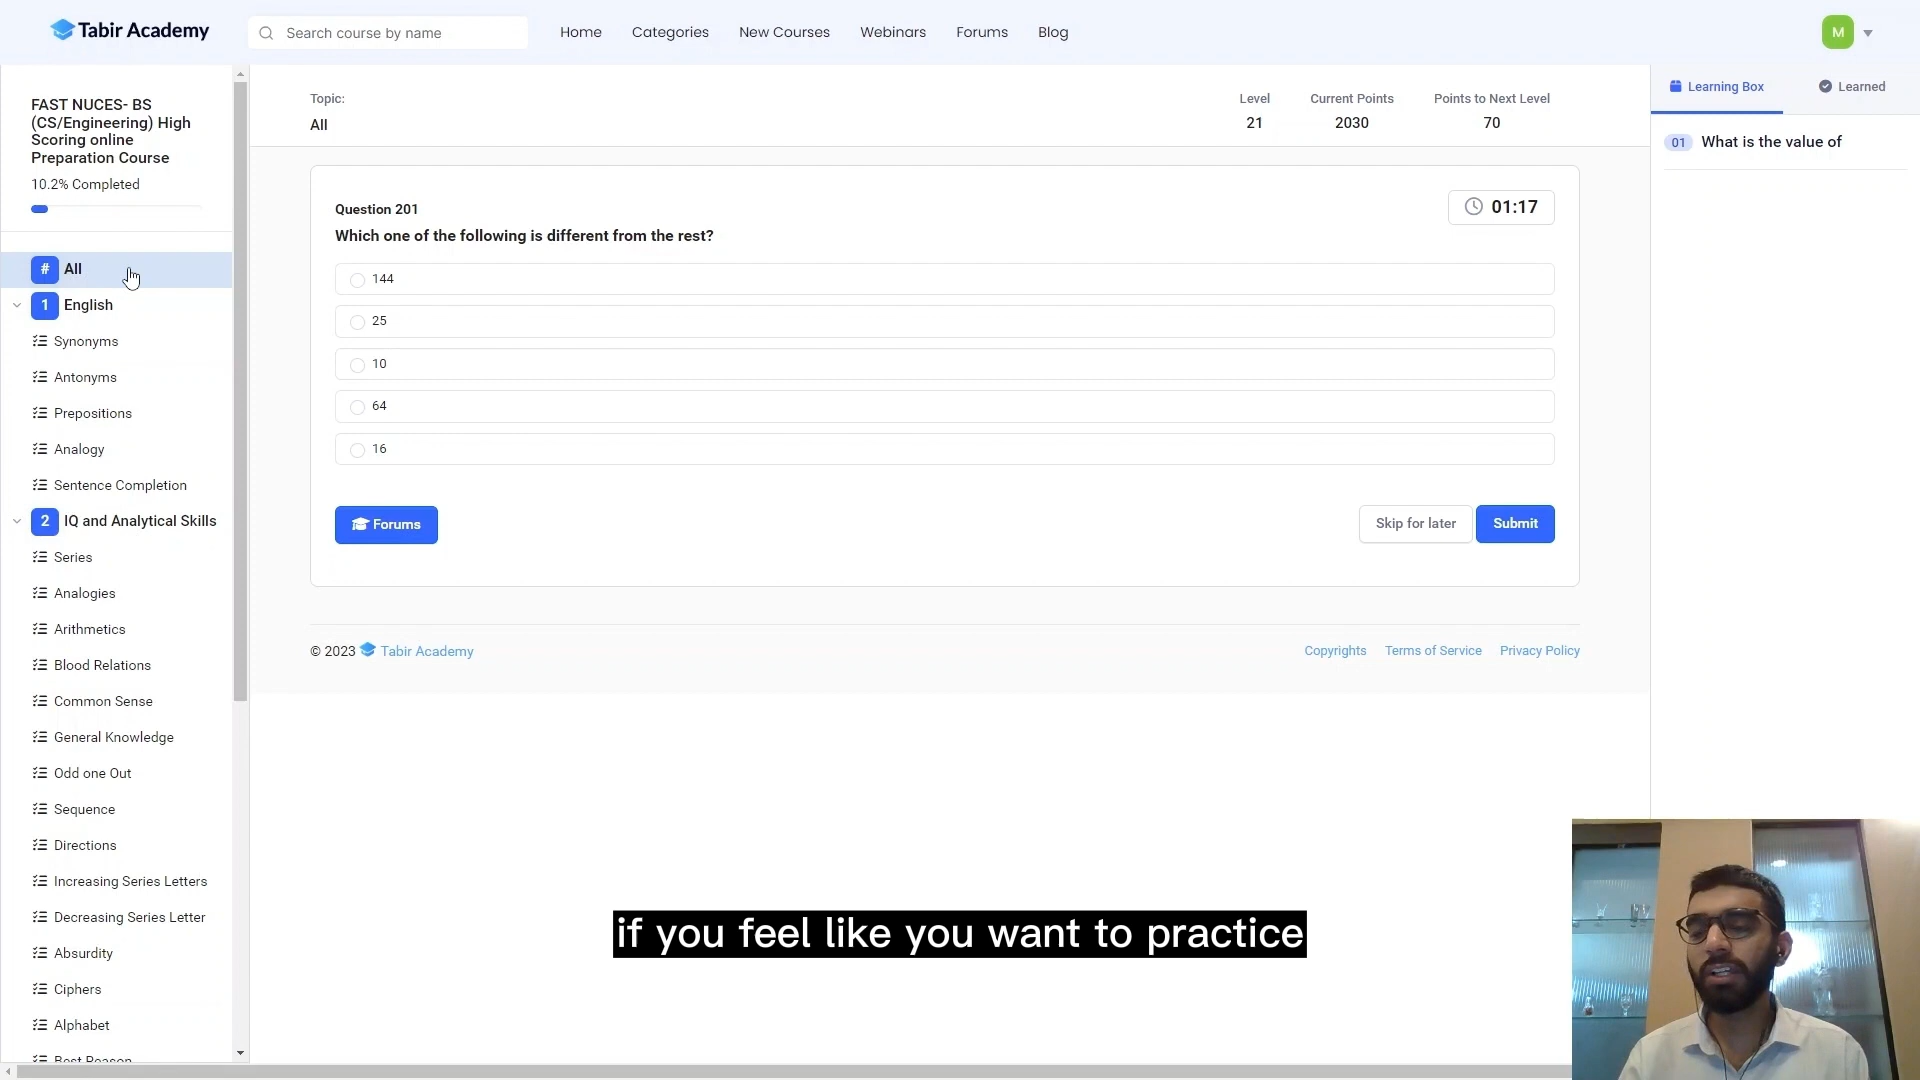 Tabir Academy
Search course by name
Home
Categories
New Courses
Webinars
Forums
Blog
M
FAST NUCES- BS
(CS/Engineering) High
Scoring online
Preparation Course
10.2% Completed
# All
1 English
Synonyms
Antonyms
Prepositions
Analogy
Sentence Completion
2 IQ and Analytical Skills
Series
Analogies
Arithmetics
Blood Relations
Common Sense
General Knowledge
Odd one Out
Sequence
Directions
Increasing Series Letters
Decreasing Series Letter
Absurdity
Ciphers
Alphabet
Best Reason
Topic:
All
Level
21
Current Points
2030
Points to Next Level
70
Question 201
01:17
Which one of the following is different from the rest?
144
25
10
64
16
Forums
Skip for later
Submit
© 2023 Tabir Academy
Copyrights
Terms of Service
Privacy Policy
Learning Box
Learned
01 What is the value of
if you feel like you want to practice